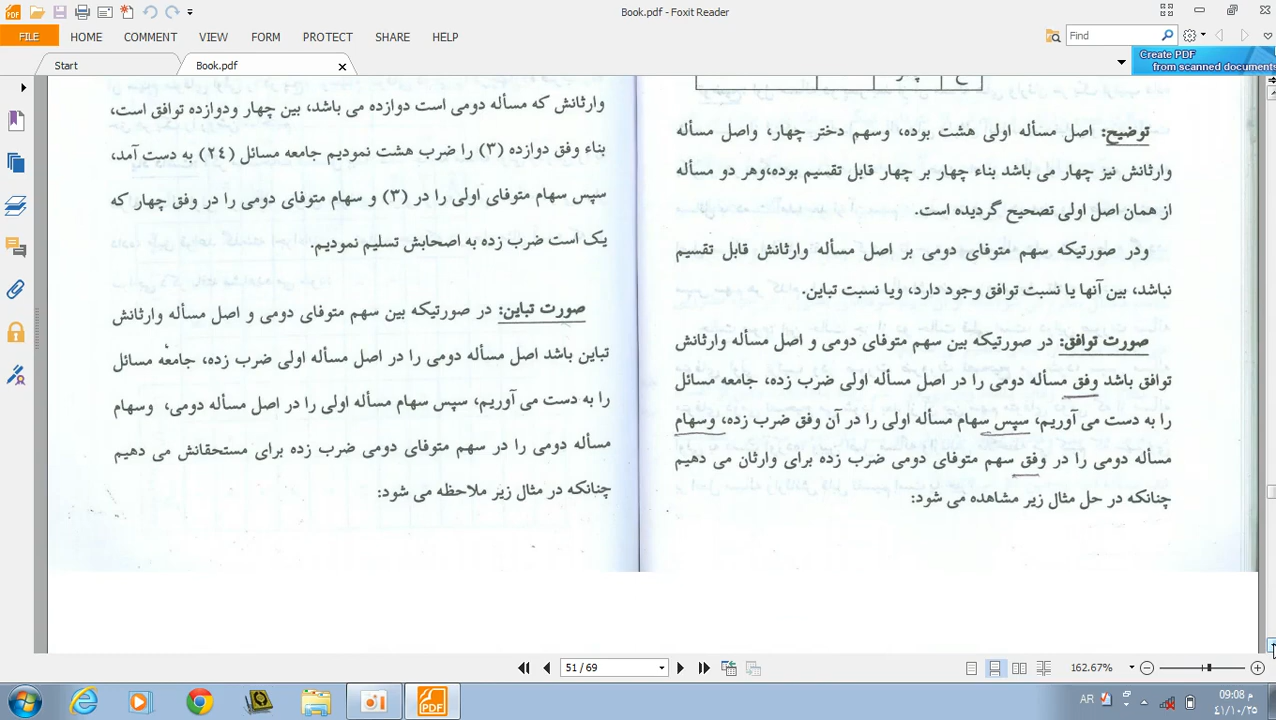 Book.pdf - Foxit Reader
FILE
HOME
COMMENT
VIEW
FORM
PROTECT
SHARE
HELP
Find
Start
Book.pdf
Create PDF
from scanned documents
توضیح: اصل مسأله اولی هشت بوده، وسهم دختر چهار، واصل مسأله
وارثانش نیز چهار می باشد بناء چهار بر چهار قابل تقسیم بوده،وهر دو مسأله
از همان اصل اولی تصحیح گردیده است.
ودر صورتیکه سهم متوفای دومی بر اصل مسأله وارثانش قابل تقسیم
نباشد، بین آنها یا نسبت توافق وجود دارد، ویا نسبت تباین.
صورت توافق: در صورتیکه بین سهم متوفای دومی و اصل مسأله وارثانش
توافق باشد وفق مسأله دومی را در اصل مسأله اولی ضرب زده، جامعه مسائل
را به دست می آوریم، سپس سهام مسأله اولی را در آن وفق ضرب زده، وسهام
مسأله دومی را در وفق سهم متوفای دومی ضرب زده برای وارثان می دهیم
چنانکه در حل مثال زیر مشاهده می شود:
وارثانش که مسأله دومی است دوازده می باشد، بین چهار ودوازده توافق است،
بناء وفق دوازده (٣) را ضرب هشت نمودیم جامعه مسائل (٢٤) به دست آمد،
سپس سهام متوفای اولی را در (٣) و سهام متوفای دومی را در وفق چهار که
یک است ضرب زده به اصحابش تسلیم نمودیم.
صورت تباین: در صورتیکه بین سهم متوفای دومی و اصل مسأله وارثانش
تباین باشد اصل مسأله دومی را در اصل مسأله اولی ضرب زده، جامعه مسائل
را به دست می آوریم، سپس سهام مسأله اولی را در اصل مسأله دومی، وسهام
مسأله دومی را در سهم متوفای دومی ضرب زده برای مستحقانش می دهیم
چنانکه در مثال زیر ملاحظه می شود:
51 / 69
162.67%
AR
09:08 م
٤١/١٠/٢٥